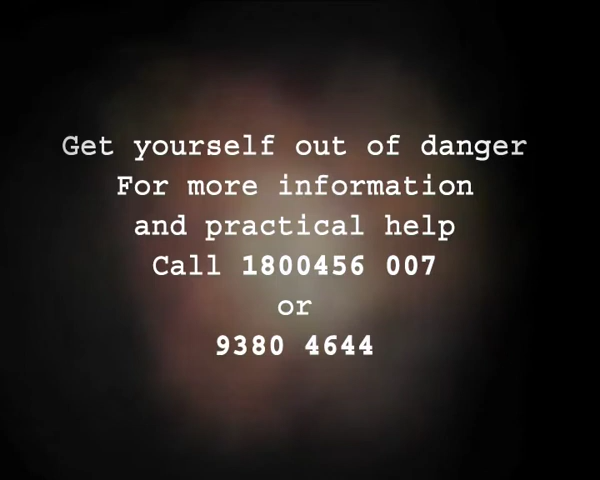 Get yourself out of danger
For more information
and practical help
Call 1800456 007
or
9380 4644